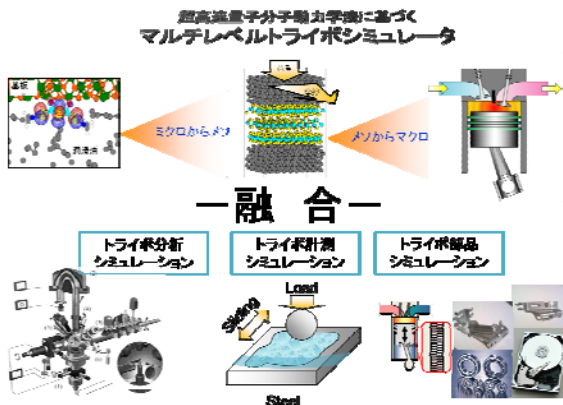 超高速量子分子動力学法に基づく
マルチレベルトライボシミュレータ
基板
潤滑油
ミクロからメソ
メソからマクロ
融 合
トライボ分析
シミュレーション
トライボ計測
シミュレーション
トライボ部品
シミュレーション
Load
Sliding
Steel